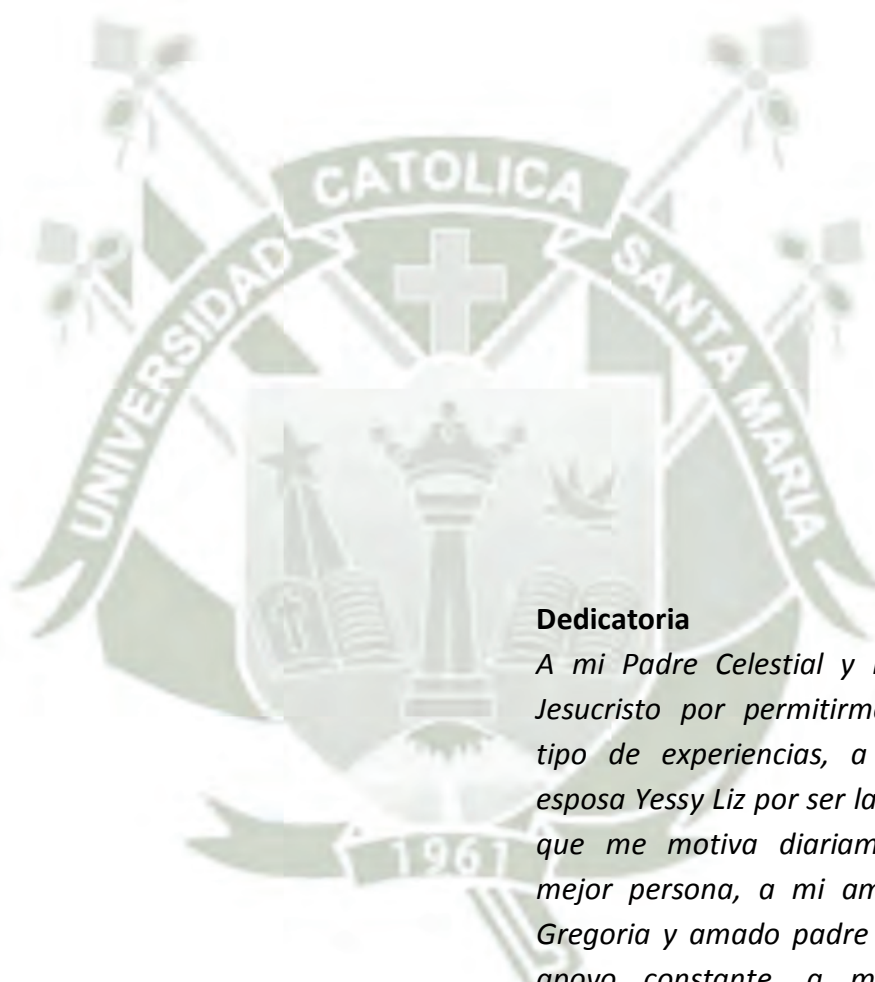 CATOLICA
UNIVERSIDAD
SANTA MARIA
Dedicatoria
A mi Padre Celestial y
Jesucristo por
tipo de experiencias, a
esposa Yessy Liz por ser la
que me motiva
mejor persona, a mi
Gregoria y amado padre
apoyo constante, a
1961